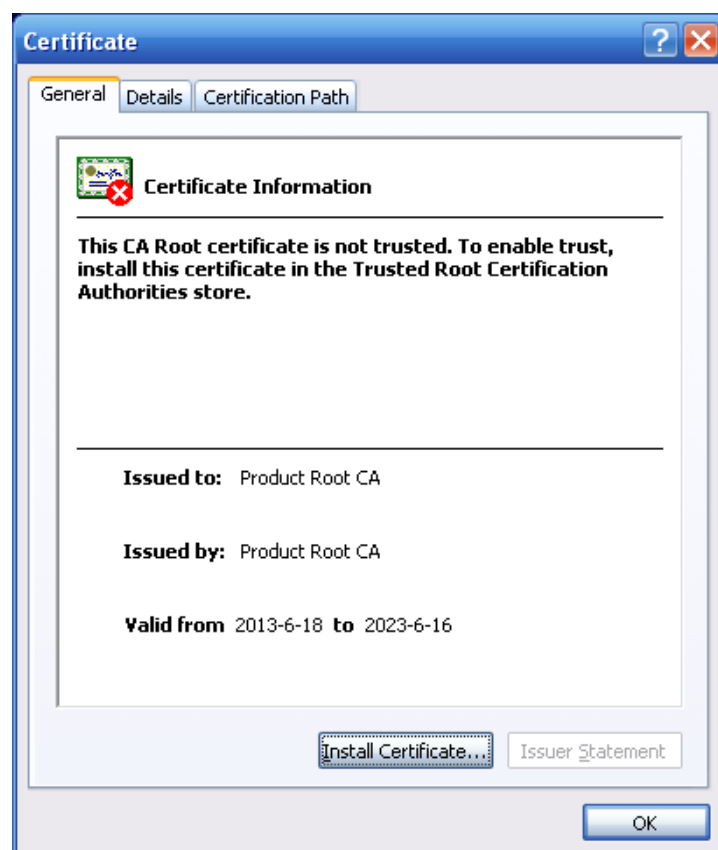 Certificate
General Details Certification Path
Certificate Information
This CA Root certificate is not trusted. To enable trust,
install this certificate in the Trusted Root Certification
Authorities store.
Issued to: Product Root CA
Issued by: Product Root CA
Valid from 2013-6-18 to 2023-6-16
Install Certificate... Issuer Statement
OK